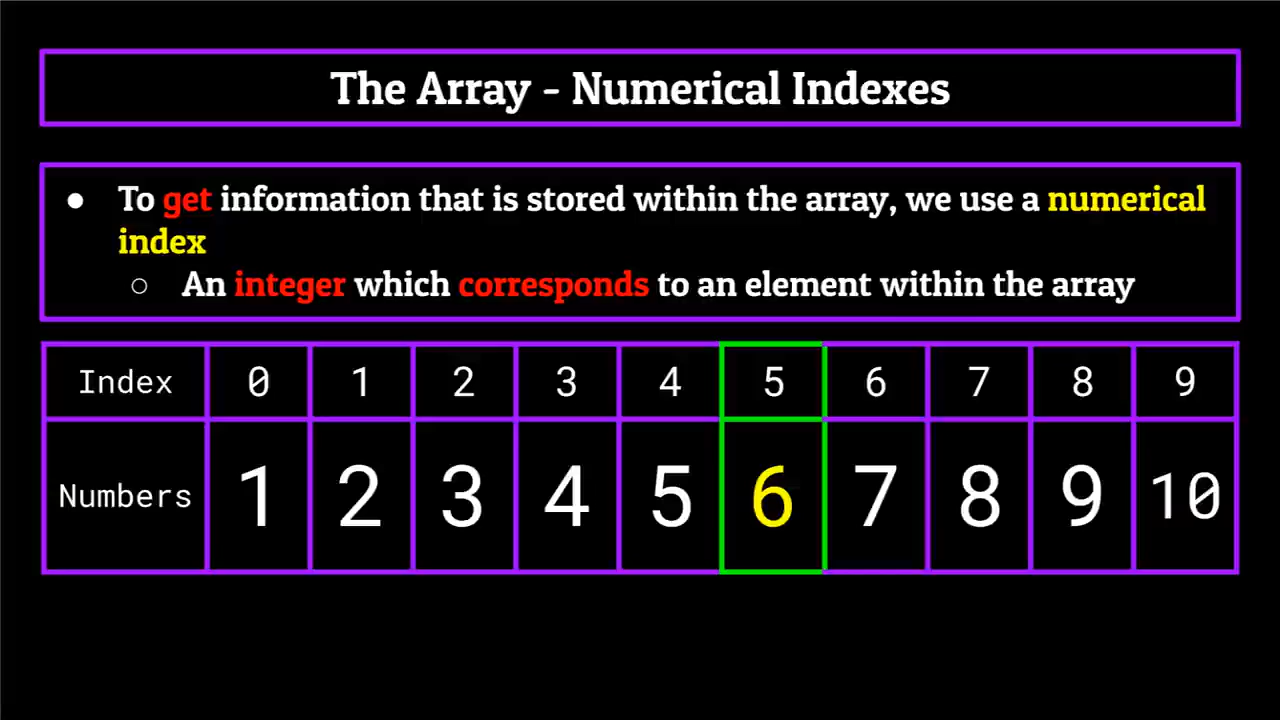 The Array - Numerical Indexes
● To get information that is stored within the array, we use a numerical
index
○ An integer which corresponds to an element within the array
Index 0 1 2 3 4 5 6 7 8 9
Numbers 1 2 3 4 5 6 7 8 9 10